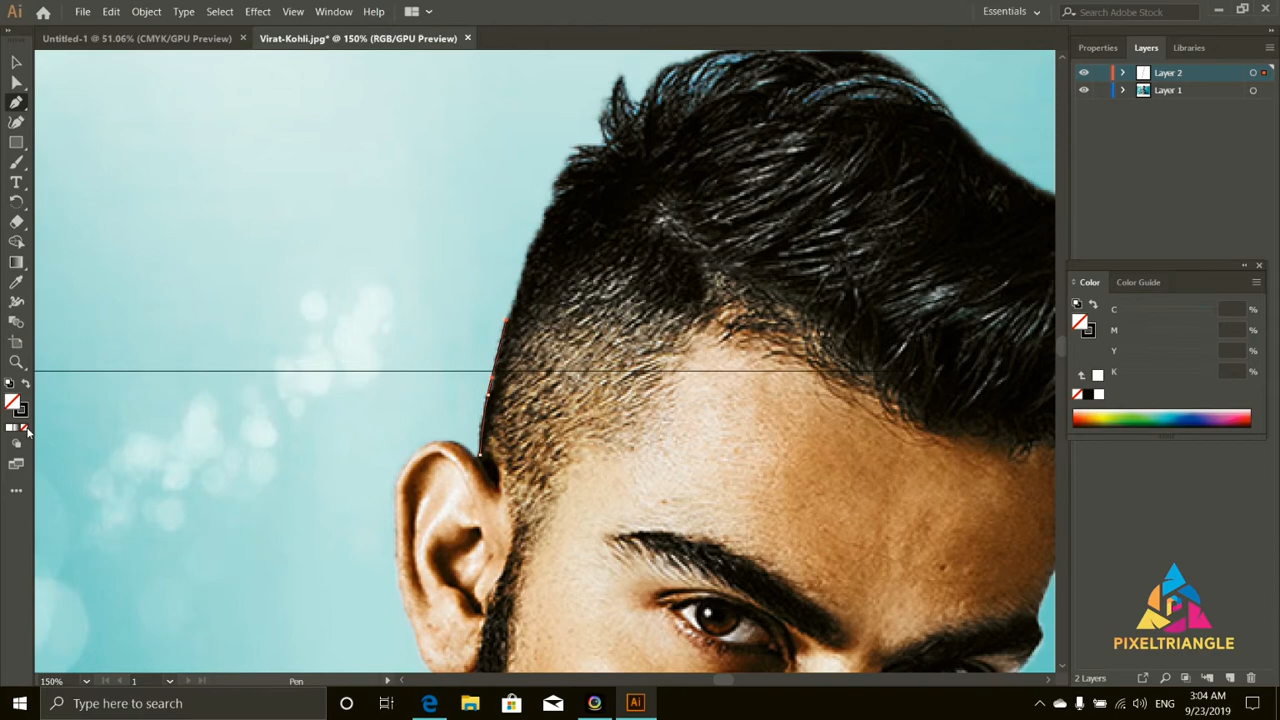 Ai File Edit Object Type Select Effect View Window Help Essentials Search Adobe Stock
Untitled-1 @ 51.06% (CMYK/GPU Preview) × Virat-Kohli.jpg* @ 150% (RGB/GPU Preview) ×
Properties Layers Libraries
Layer 2
Layer 1
Color Color Guide
C %
M %
Y %
K %
PIXELTRIANGLE
150% 1 Pen 2 Layers
Type here to search Ai ENG 3:04 AM
9/23/2019